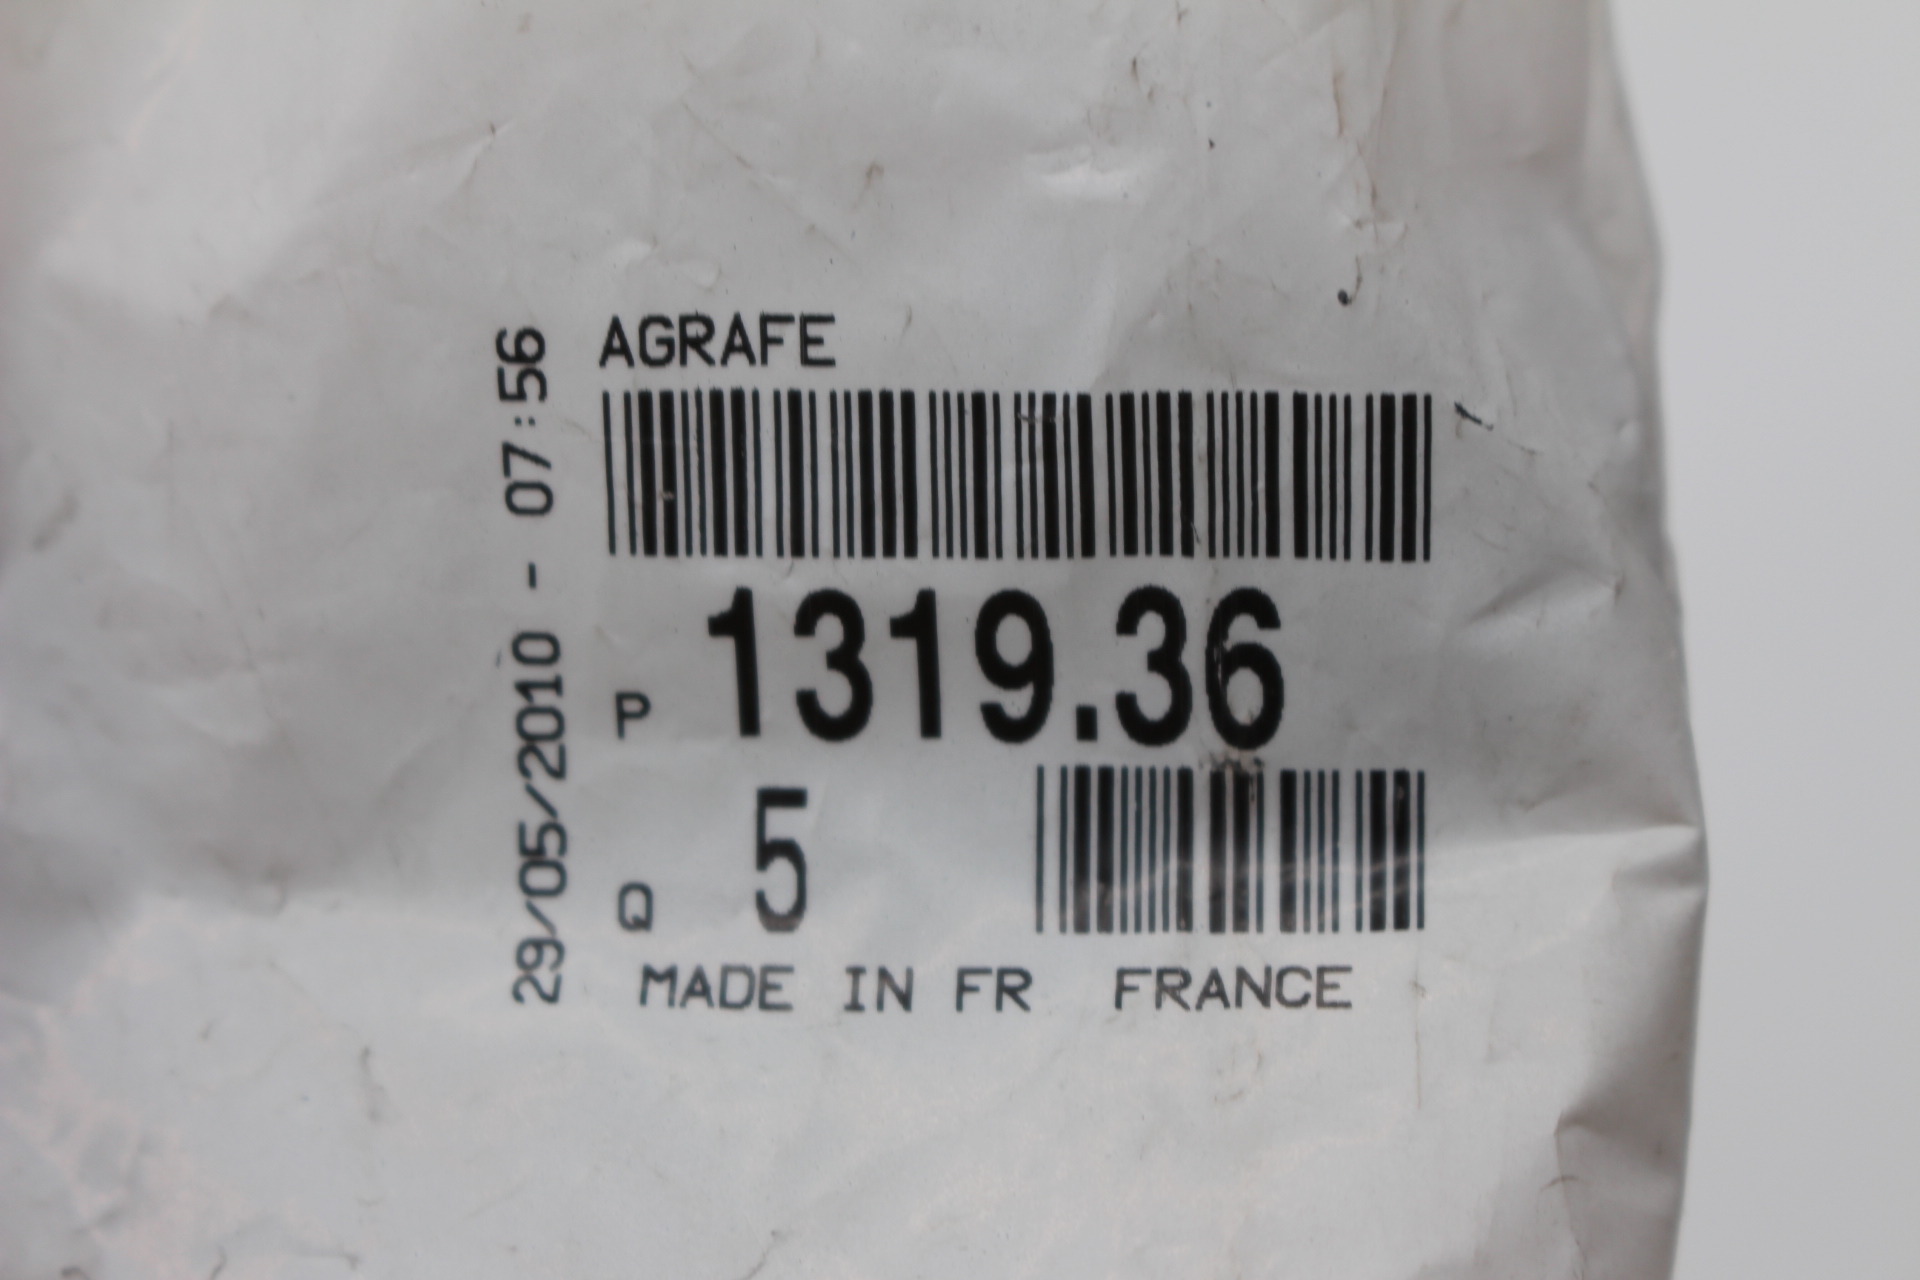 AGRAFE
29/05/2010 - 07:56
P 1319.36
Q 5
MADE IN FR FRANCE